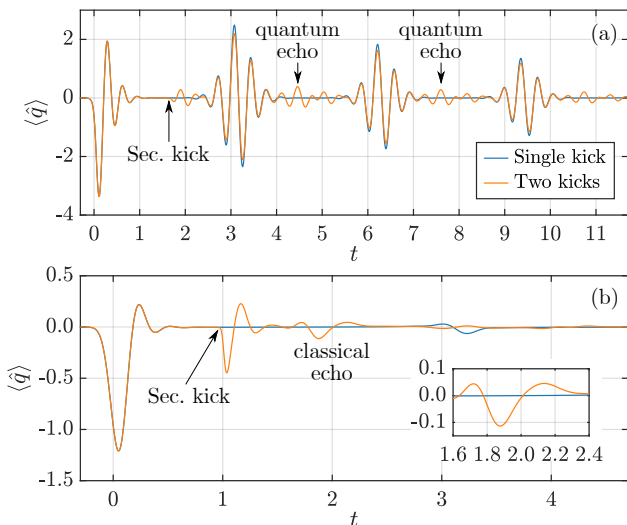 (a)
quantum
echo
quantum
echo
2
0
-2
-4
⟨q̂⟩
Sec. kick
Single kick
Two kicks
0 1 2 3 4 5 6 7 8 9 10 11
t
(b)
0.5
0.0
-0.5
-1.0
-1.5
⟨q̂⟩
Sec. kick
classical
echo
0.1
0.0
-0.1
1.6 1.8 2.0 2.2 2.4
0 1 2 3 4
t